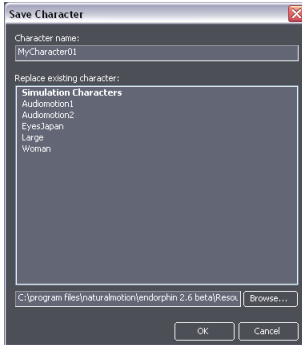 Save Character
Character name:
MyCharacter01
Replace existing character:
Simulation Characters
Audiomotion1
Audiomotion2
EyesJapan
Large
Woman
C:\program files\naturalmotion\endorphin 2.6 beta\Resou
Browse...
OK
Cancel